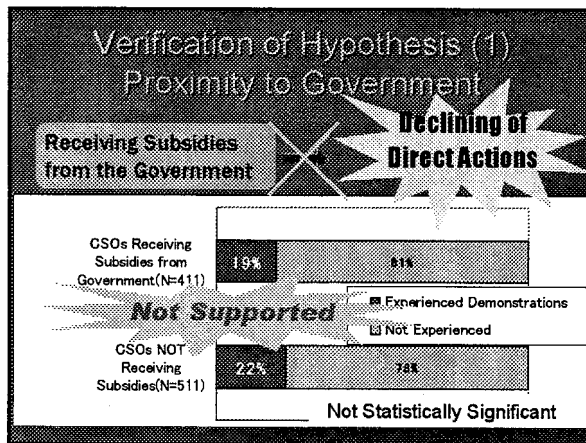 Verification of Hypothesis (1)
Proximity to Government
Receiving Subsidies
from the Government
Declining of
Direct Actions
CSOs Receiving
Subsidies from
Government(N=411)
19%
81%
Not Supported
Experienced Demonstrations
Not Experienced
CSOs NOT
Receiving
Subsidies(N=511)
22%
78%
Not Statistically Significant